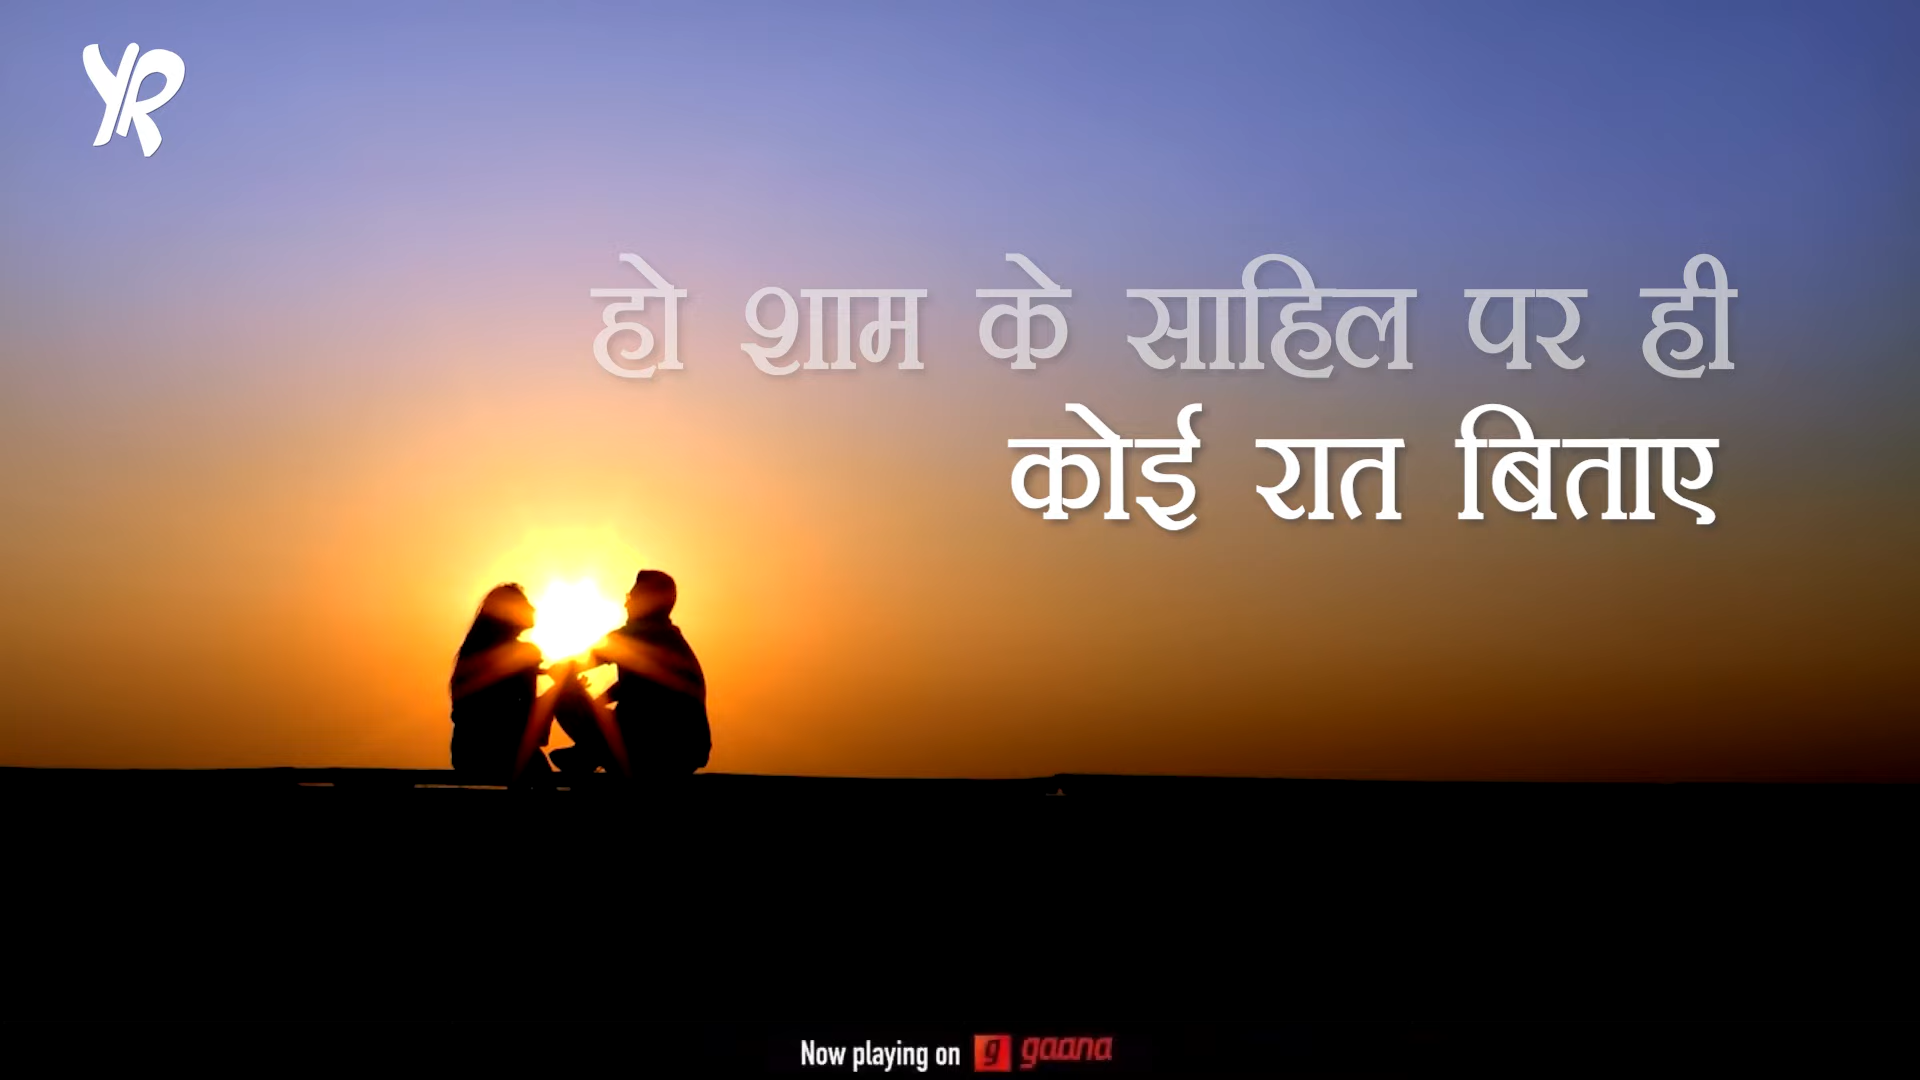 YR
हो शाम के साहिल पर ही
कोई रात बिताए
Now playing on g gaana